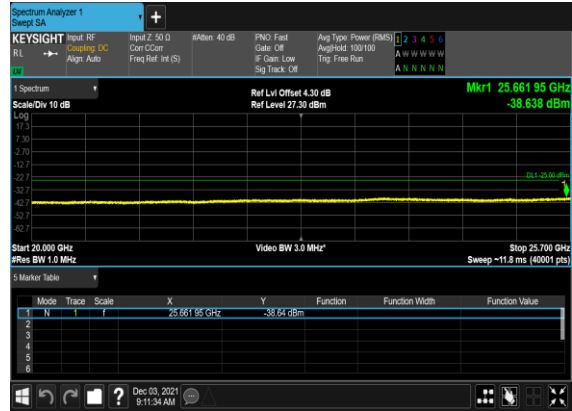 Spectrum Analyzer 1
Swept SA
+
KEYSIGHT Input: RF Input Z: 50 Ω #Atten: 40 dB PNO: Fast Avg Type: Power (RMS) 1 2 3 4 5 6
RL Coupling: DC Corr CCorr Gate: Off Avg|Hold: 100/100 A W W W W W
Align: Auto Freq Ref: Int (S) IF Gain: Low Trig: Free Run
Sig Track: Off A N N N N N
1 Spectrum Ref Lvl Offset 4.30 dB Mkr1 25.661 95 GHz
Scale/Div 10 dB Ref Level 27.30 dBm -38.638 dBm
Log
17.3
7.30
-2.70
-12.7
-22.7
DL1 -25.00 dBm
1
-32.7
-42.7
-52.7
-62.7
Start 20.000 GHz Video BW 3.0 MHz* Stop 25.700 GHz
#Res BW 1.0 MHz Sweep ~11.8 ms (40001 pts)
5 Marker Table
Mode Trace Scale X Y Function Function Width Function Value
1 N 1 f 25.661 95 GHz -38.64 dBm
2
3
4
5
6
? Dec 03, 2021
9:11:34 AM